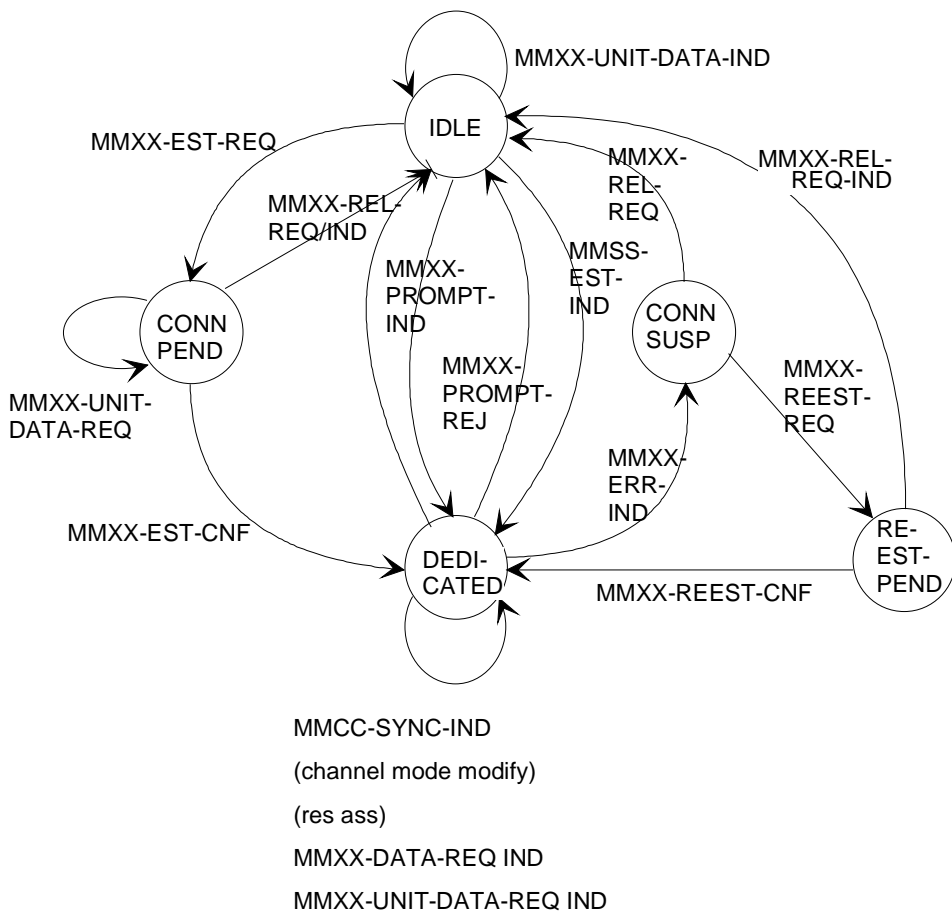 MMXX-UNIT-DATA-IND
IDLE
MMXX-EST-REQ
MMXX-
REL-
REQ
MMXX-REL-
REQ-IND
MMXX-REL-
REQ/IND
MMXX-
PROMPT-
IND
MMSS-
EST-
IND
CONN
PEND
CONN
SUSP
MMXX-
PROMPT-
REJ
MMXX-
REEST-
REQ
MMXX-UNIT-
DATA-REQ
MMXX-
ERR-
IND
MMXX-EST-CNF
DEDI-
CATED
RE-
EST-
PEND
MMXX-REEST-CNF
MMCC-SYNC-IND
(channel mode modify)
(res ass)
MMXX-DATA-REQ IND
MMXX-UNIT-DATA-REQ IND